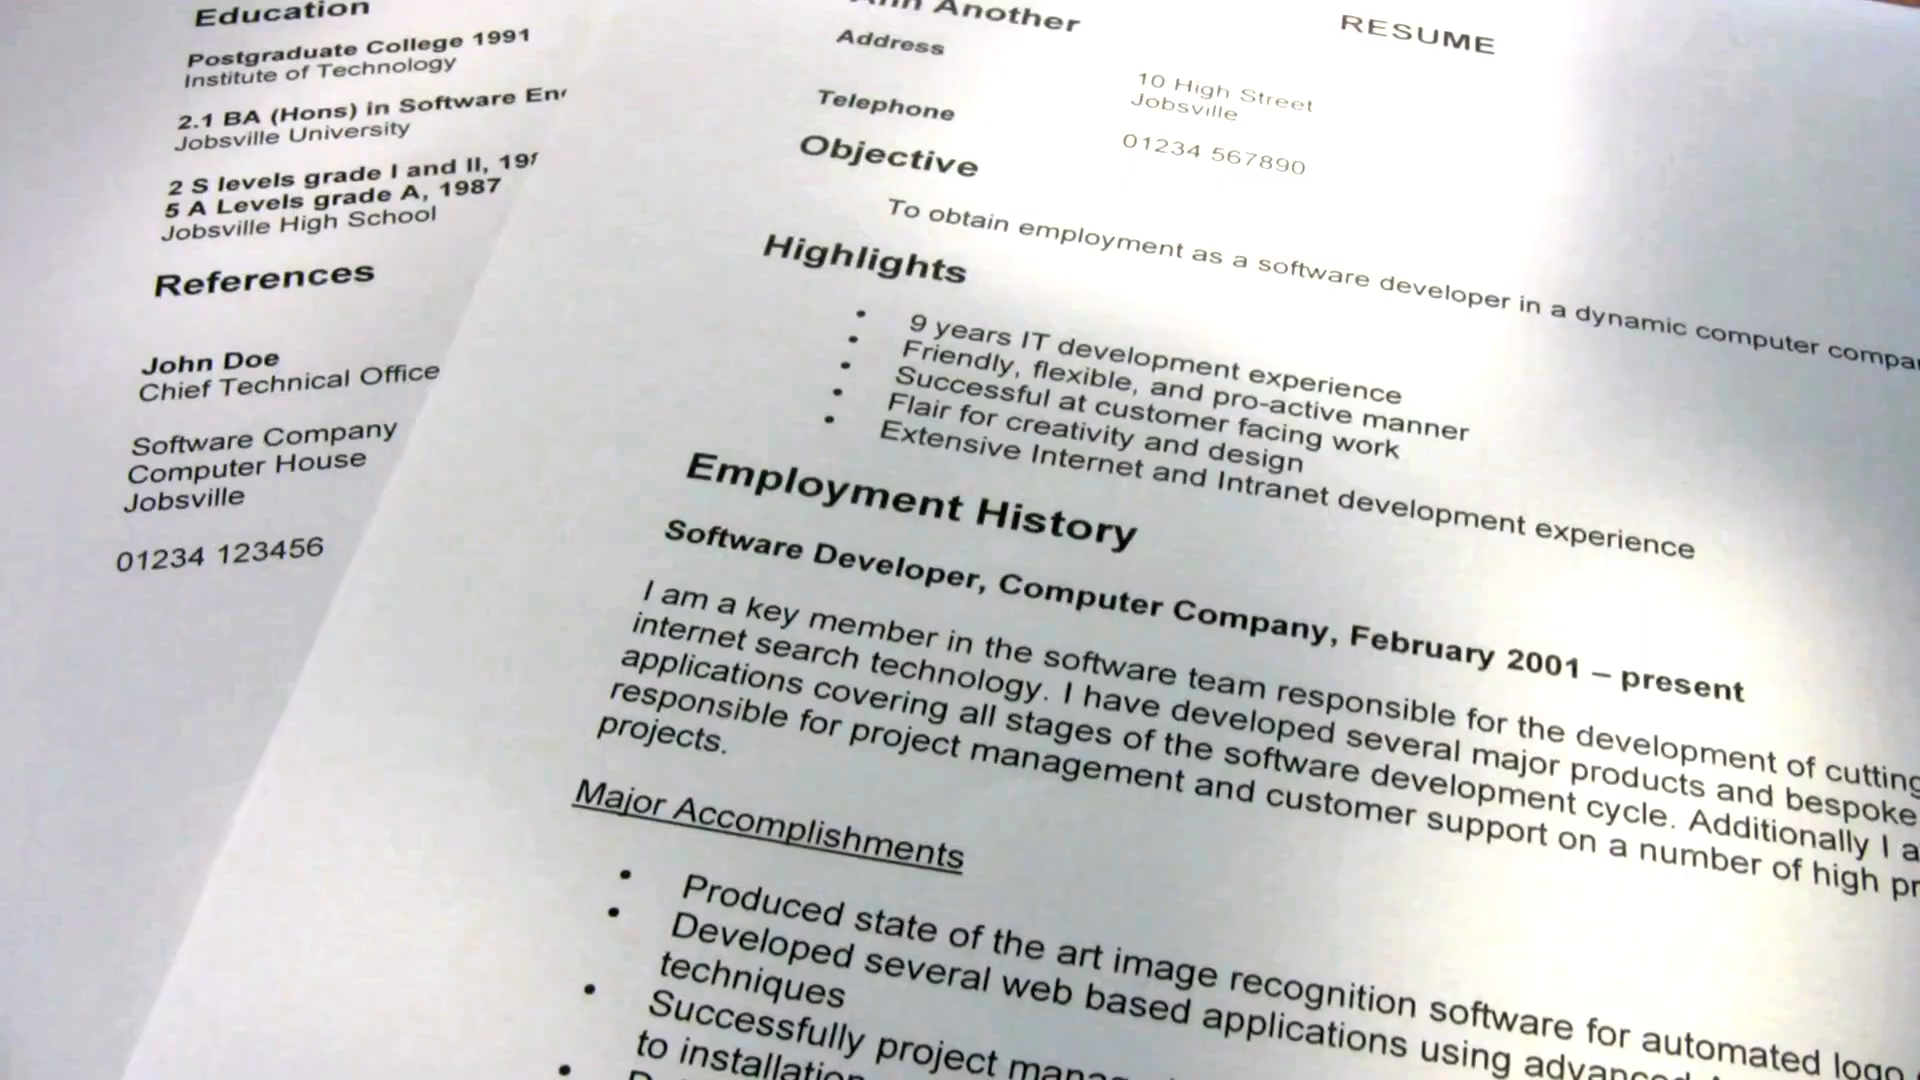 Education
Postgraduate College 1991
Institute of Technology
2.1 BA (Hons) in Software
Jobsville University
2 S levels grade I and II,
5 A Levels grade A, 1987
Jobsville High School
References
John Doe
Chief Technical Office
Software Company
Computer House
Jobsville
01234 123456
RESUME
Another
Address
10 High Street
Jobsville
Telephone
01234 567890
Objective
To obtain employment as a software developer in a dynamic computer
Highlights
• 9 years IT development experience
• Friendly, flexible, and pro-active manner
• Successful at customer facing work
• Flair for creativity and design
• Extensive Internet and Intranet development experience
Employment History
Software Developer, Computer Company, February 2001 – present
I am a key member in the software team responsible for the development of cutting
internet search technology. I have developed several major products and bespoke
applications covering all stages of the software development cycle. Additionally I
responsible for project management and customer support on a number of high
projects.
Major Accomplishments
• Produced state of the art image recognition software for automated logo
• Developed several web based applications using
techniques
• Successfully project
to